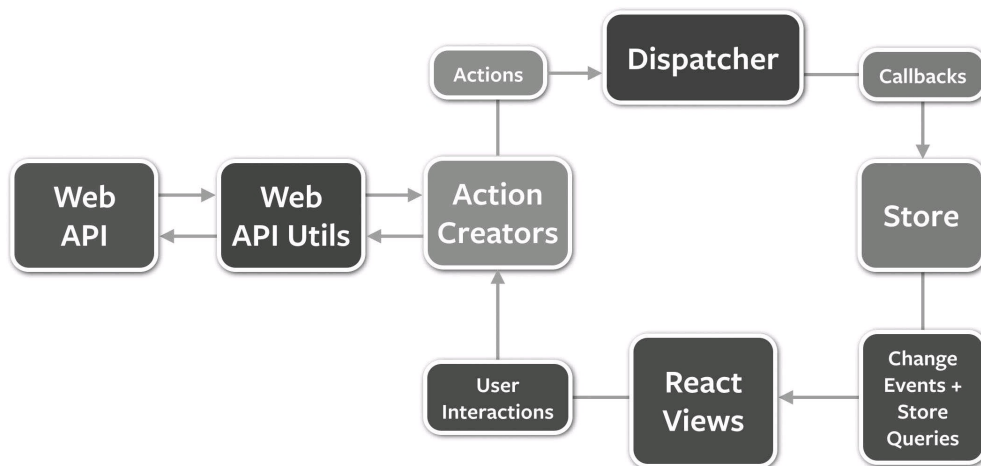 Actions
Dispatcher
Callbacks
Web
API
Web
API Utils
Action
Creators
Store
User
Interactions
React
Views
Change
Events +
Store
Queries